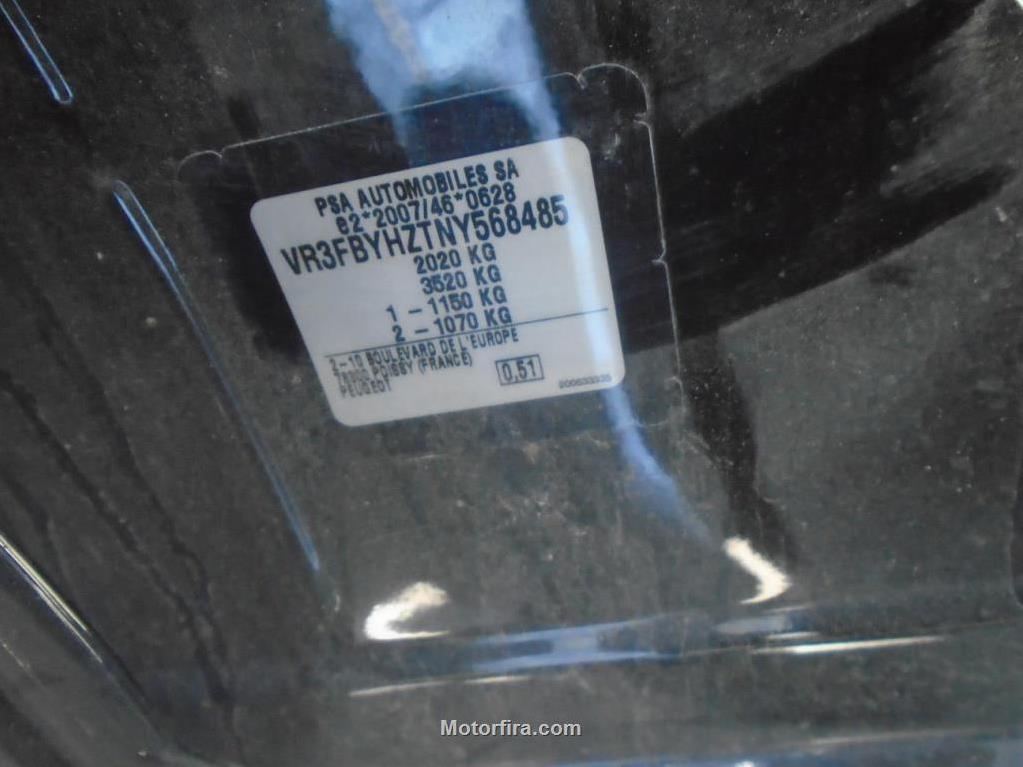 PSA AUTOMOBILES SA
e2*2007/46*0628
VR3FBYHZTNY568485
2020 KG
3520 KG
1 - 1150 KG
2 - 1070 KG
2-10 BOULEVARD DE L'EUROPE
POISSY (FRANCE)
PEUGEOT
0,51
Motorfira.com